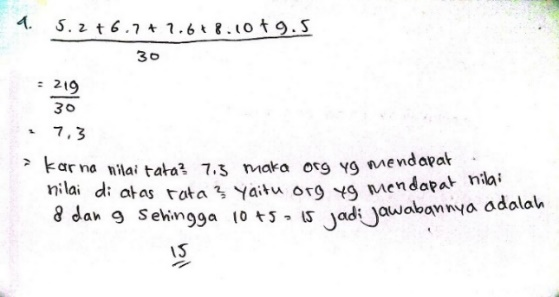 1. 5.2 + 6.7 + 7.6 + 8.10 + 9.5
30
= 219
30
= 7,3
> karna nilai rata² 7,3 maka org yg mendapat
nilai di atas rata² yaitu org yg mendapat nilai
8 dan 9 sehingga 10 + 5 = 15 jadi jawabannya adalah
15